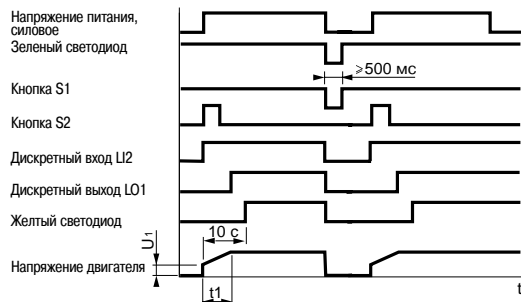 Напряжение питания,
силовое
Зеленый светодиод
≥500 мс
Кнопка S1
Кнопка S2
Дискретный вход LI2
Дискретный выход LO1
Желтый светодиод
10 с
U1
Напряжение двигателя
t
t1